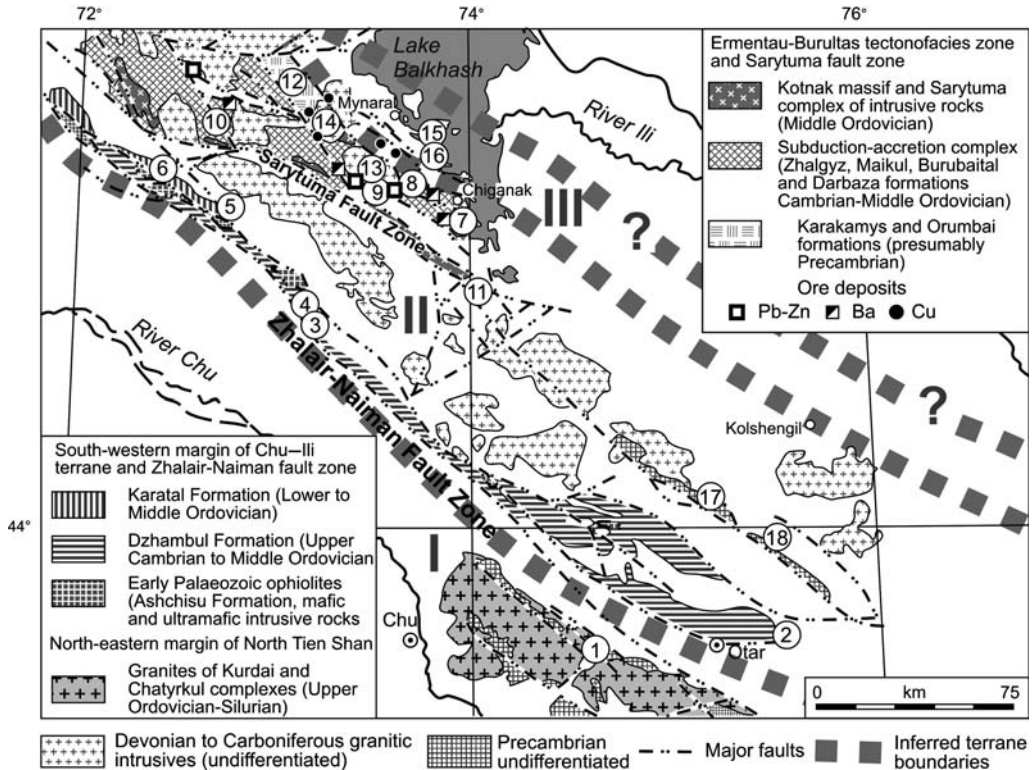 72°
74°
76°
Lake
Balkhash
River Ili
Ermentau-Burultas tectonofacies zone
and Sarytuma fault zone
Kotnak massif and Sarytuma
complex of intrusive rocks
(Middle Ordovician)
Subduction-accretion complex
(Zhalgyz, Maikul, Burubaital
and Darbaza formations
Cambrian-Middle Ordovician)
Karakamys and Orumbai
formations (presumably
Precambrian)
Ore deposits
Pb-Zn Ba Cu
12
Mynaral
10
14
15
16
13
9
8
Chiganak
7
6
5
Sarytuma Fault Zone
III
?
11
4
3
II
River Chu
Zhalair-Naiman Fault Zone
?
Kolshengil
17
18
44°
I
Chu
1
2
Otar
0 km 75
South-western margin of Chu–Ili
terrane and Zhalair-Naiman fault zone
Karatal Formation (Lower to
Middle Ordovician)
Dzhambul Formation (Upper
Cambrian to Middle Ordovician
Early Palaeozoic ophiolites
(Ashchisu Formation, mafic
and ultramafic intrusive rocks
North-eastern margin of North Tien Shan
Granites of Kurdai and
Chatyrkul complexes (Upper
Ordovician-Silurian)
Devonian to Carboniferous granitic
intrusives (undifferentiated)
Precambrian
undifferentiated
Major faults
Inferred terrane
boundaries